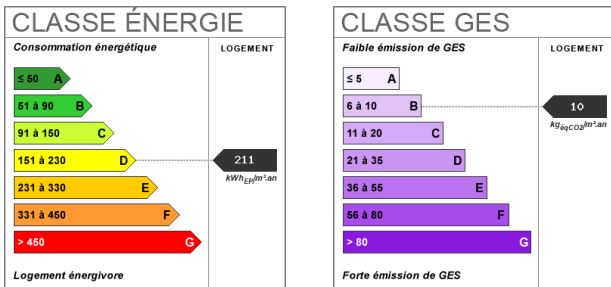 CLASSE ÉNERGIE
Consommation énergétique
LOGEMENT
≤ 50 A
51 à 90 B
91 à 150 C
151 à 230 D
211
kWhEP/m².an
231 à 330 E
331 à 450 F
> 450 G
Logement énergivore
CLASSE GES
Faible émission de GES
LOGEMENT
≤ 5 A
6 à 10 B
10
kgéqCO2/m².an
11 à 20 C
21 à 35 D
36 à 55 E
56 à 80 F
> 80 G
Forte émission de GES